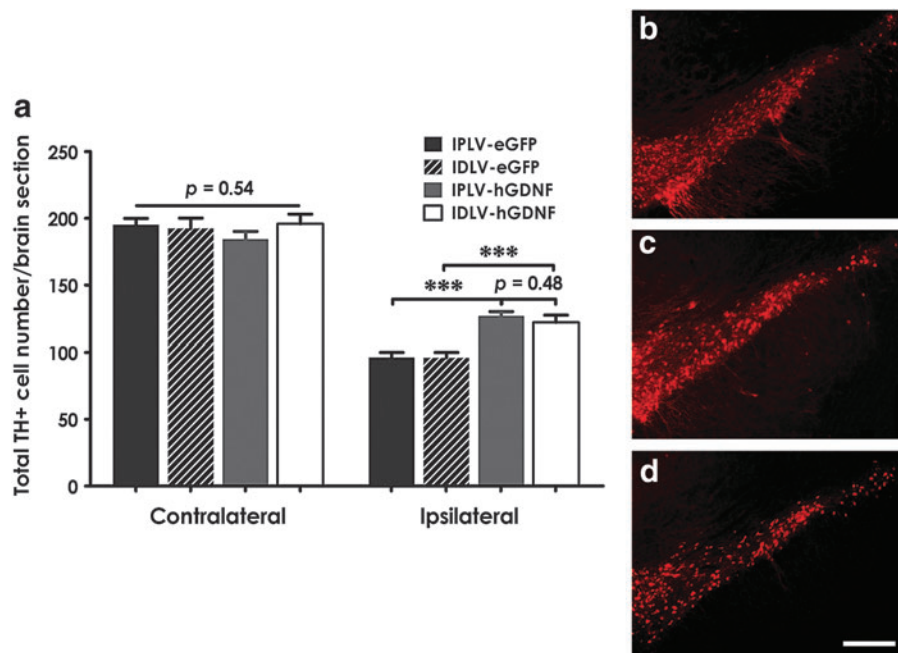 a
Total TH+ cell number/brain section
250
200
150
100
50
0
p = 0.54
IPLV-eGFP
IDLV-eGFP
IPLV-hGDNF
IDLV-hGDNF
***
***
p = 0.48
Contralateral
Ipsilateral
b
c
d